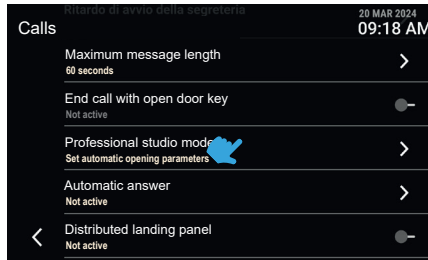 Ritardo di avvio della segreteria
20 MAR 2024
Calls
09:18 AM
Maximum message length
60 seconds
End call with open door key
Not active
Professional studio mode
Set automatic opening parameters
Automatic answer
Not active
Distributed landing panel
Not active